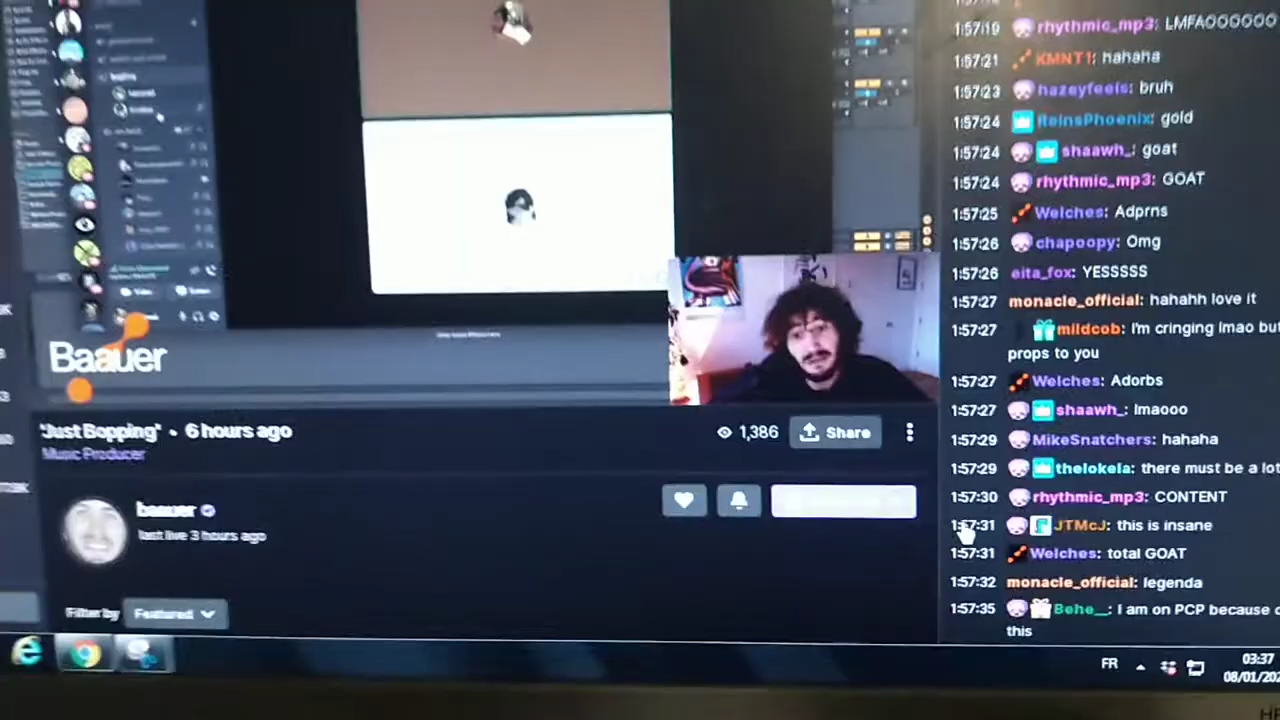 Baauer
'Just Bopping' • 6 hours ago
1,386
Share
Music Producer
baauer
last live 3 hours ago
Filter by
Featured
1:57:19 rhythmic_mp3: LMFAOOOOOOO
1:57:21 KMNT1: hahaha
1:57:23 hazeyfeels: bruh
1:57:24 ReinsPhoenix: gold
1:57:24 shaawh_: goat
1:57:24 rhythmic_mp3: GOAT
1:57:25 Welches: Adprns
1:57:26 chapoopy: Omg
1:57:26 eita_fox: YESSSSS
1:57:27 monacle_official: hahahh love it
1:57:27 mildcob: I'm cringing lmao but
props to you
1:57:27 Welches: Adorbs
1:57:27 shaawh_: lmaooo
1:57:29 MikeSnatchers: hahaha
1:57:29 thelokela: there must be a lot
1:57:30 rhythmic_mp3: CONTENT
1:57:31 JTMcJ: this is insane
1:57:31 Welches: total GOAT
1:57:32 monacle_official: legenda
1:57:35 Behe__: I am on PCP because
this
FR
03:37
08/01/202